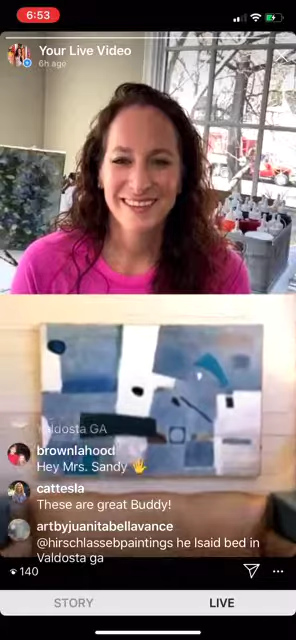 6:53
Your Live Video
6h ago
Valdosta GA
brownlahood
Hey Mrs. Sandy 👋
cattesla
These are great Buddy!
artbyjuanitabellavance
@hirschlassebpaintings he lsaid bed in
Valdosta ga
140
STORY
LIVE